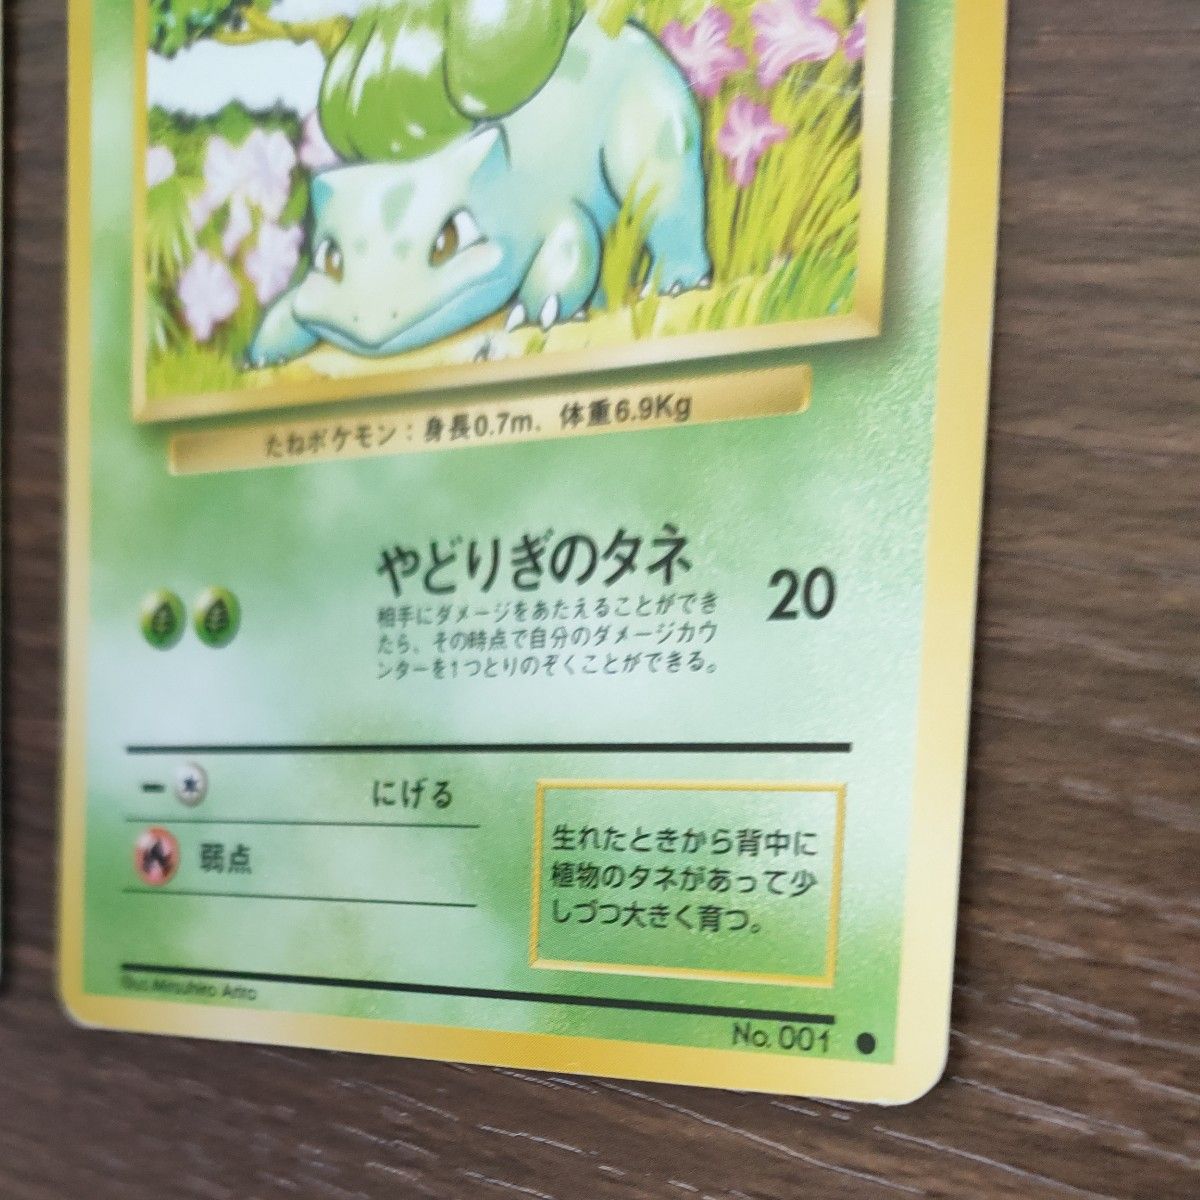 たねポケモン：身長0.7m. 体重6.9Kg
やどりぎのタネ 20
相手にダメージをあたえることができ
たら、その時点で自分のダメージカウ
ンターを1つとりのぞくことができる。
にげる
弱点
生れたときから背中に
植物のタネがあって少
しづつ大きく育つ。
Illus. Mitsuhiro Arita
No. 001 ●